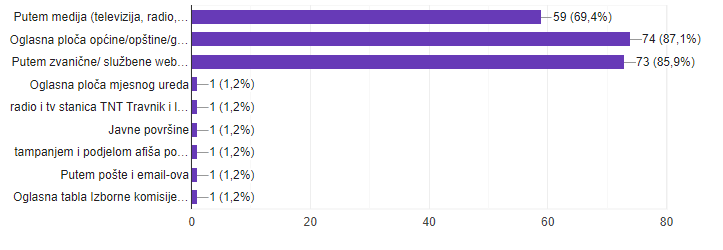 Putem medija (televizija, radio,... 59 (69,4%)
Oglasna ploča općine/opštine/g... 74 (87,1%)
Putem zvanične/ službene web... 73 (85,9%)
Oglasna ploča mjesnog ureda 1 (1,2%)
radio i tv stanica TNT Travnik i I... 1 (1,2%)
Javne površine 1 (1,2%)
tampanjem i podjelom afiša po... 1 (1,2%)
Putem pošte i email-ova 1 (1,2%)
Oglasna tabla Izborne komisije... 1 (1,2%)
0 20 40 60 80